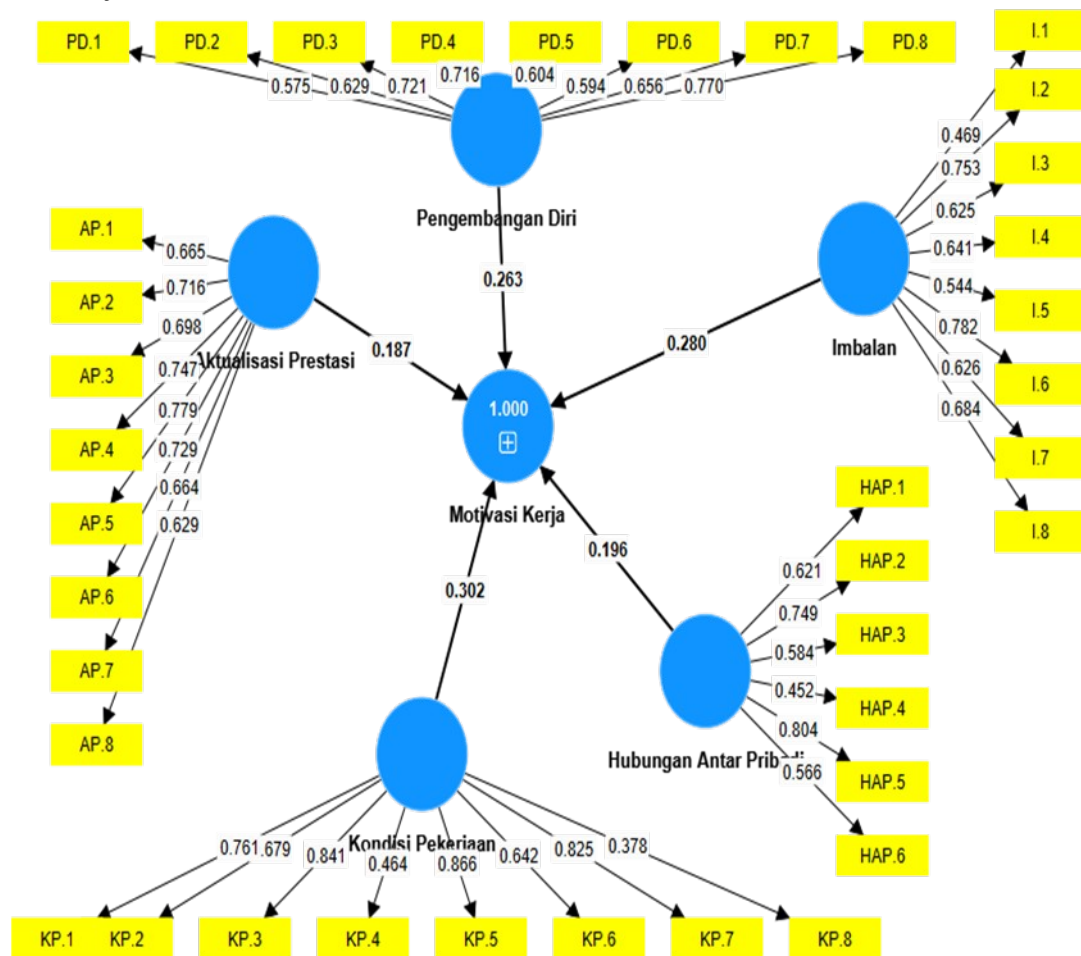 PD.1 PD.2 PD.3 PD.4 PD.5 PD.6 PD.7 PD.8
0.575 0.629 0.721 0.716 0.604 0.594 0.656 0.770
Pengembangan Diri
0.263
I.1
I.2
I.3
I.4
I.5
I.6
I.7
I.8
0.469
0.753
0.625
0.641
0.544
0.782
0.626
0.684
Imbalan
0.280
AP.1
AP.2
AP.3
AP.4
AP.5
AP.6
AP.7
AP.8
0.665
0.716
0.698
0.747
0.779
0.729
0.664
0.629
Aktualisasi Prestasi
0.187
1.000
Motivasi Kerja
0.196
0.302
HAP.1
HAP.2
HAP.3
HAP.4
HAP.5
HAP.6
0.621
0.749
0.584
0.452
0.804
0.566
Hubungan Antar Pribadi
Kondisi Pekerjaan
0.761 .679 0.841 0.464 0.866 0.642 0.825 0.378
KP.1 KP.2 KP.3 KP.4 KP.5 KP.6 KP.7 KP.8